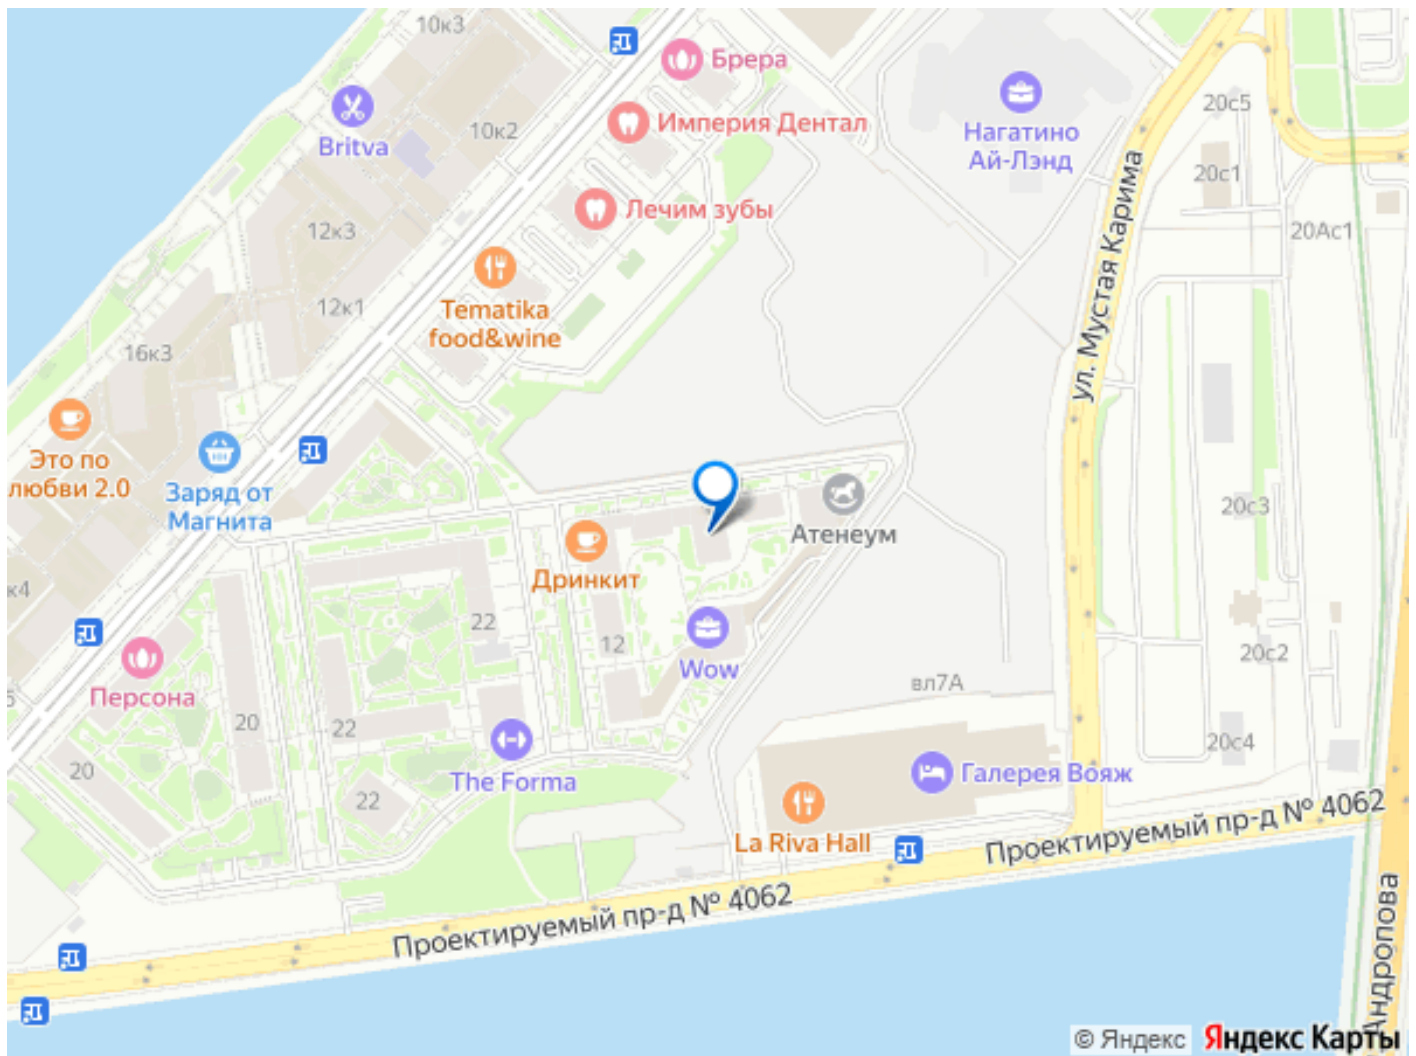 10к3
Брера
20с5
Britva
10к2
Империя Дентал
Нагатино
Ай-Лэнд
20с1
ул. Мустая Карима
Лечим зубы
12к3
20Ас1
12к1
Tematika
food&wine
16к3
Это по
любви 2.0
Заряд от
Магнита
20с3
Атенеум
Дринкит
к4
22
12
Wow
20с2
Персона
вл7А
5
20
22
20с4
20
The Forma
22
Галерея Вояж
La Riva Hall
Проектируемый пр-д № 4062
Проектируемый пр-д № 4062
Андропова
© Яндекс Яндекс Карты